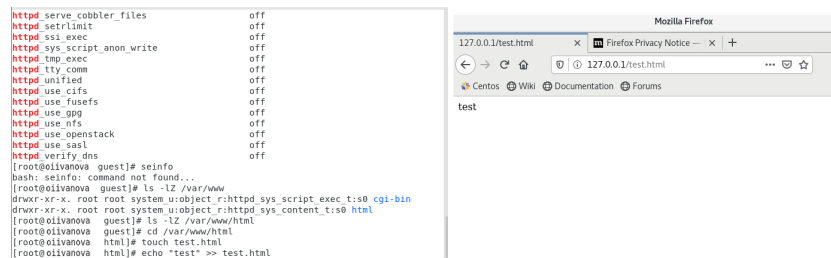 httpd_serve_cobbler_files off
httpd_setrlimit off
httpd_ssi_exec off
httpd_sys_script_anon_write off
httpd_tmp_exec off
httpd_tty_comm off
httpd_unified off
httpd_use_cifs off
httpd_use_fusefs off
httpd_use_gpg off
httpd_use_nfs off
httpd_use_openstack off
httpd_use_sasl off
httpd_verify_dns off
[root@oiivanova guest]# seinfo
bash: seinfo: command not found...
[root@oiivanova guest]# ls -lZ /var/www
drwxr-xr-x. root root system_u:object_r:httpd_sys_script_exec_t:s0 cgi-bin
drwxr-xr-x. root root system_u:object_r:httpd_sys_content_t:s0 html
[root@oiivanova guest]# ls -lZ /var/www/html
[root@oiivanova guest]# cd /var/www/html
[root@oiivanova html]# touch test.html
[root@oiivanova html]# echo "test" >> test.html
Mozilla Firefox
127.0.0.1/test.html × m Firefox Privacy Notice — × +
127.0.0.1/test.html
Centos Wiki Documentation Forums
test